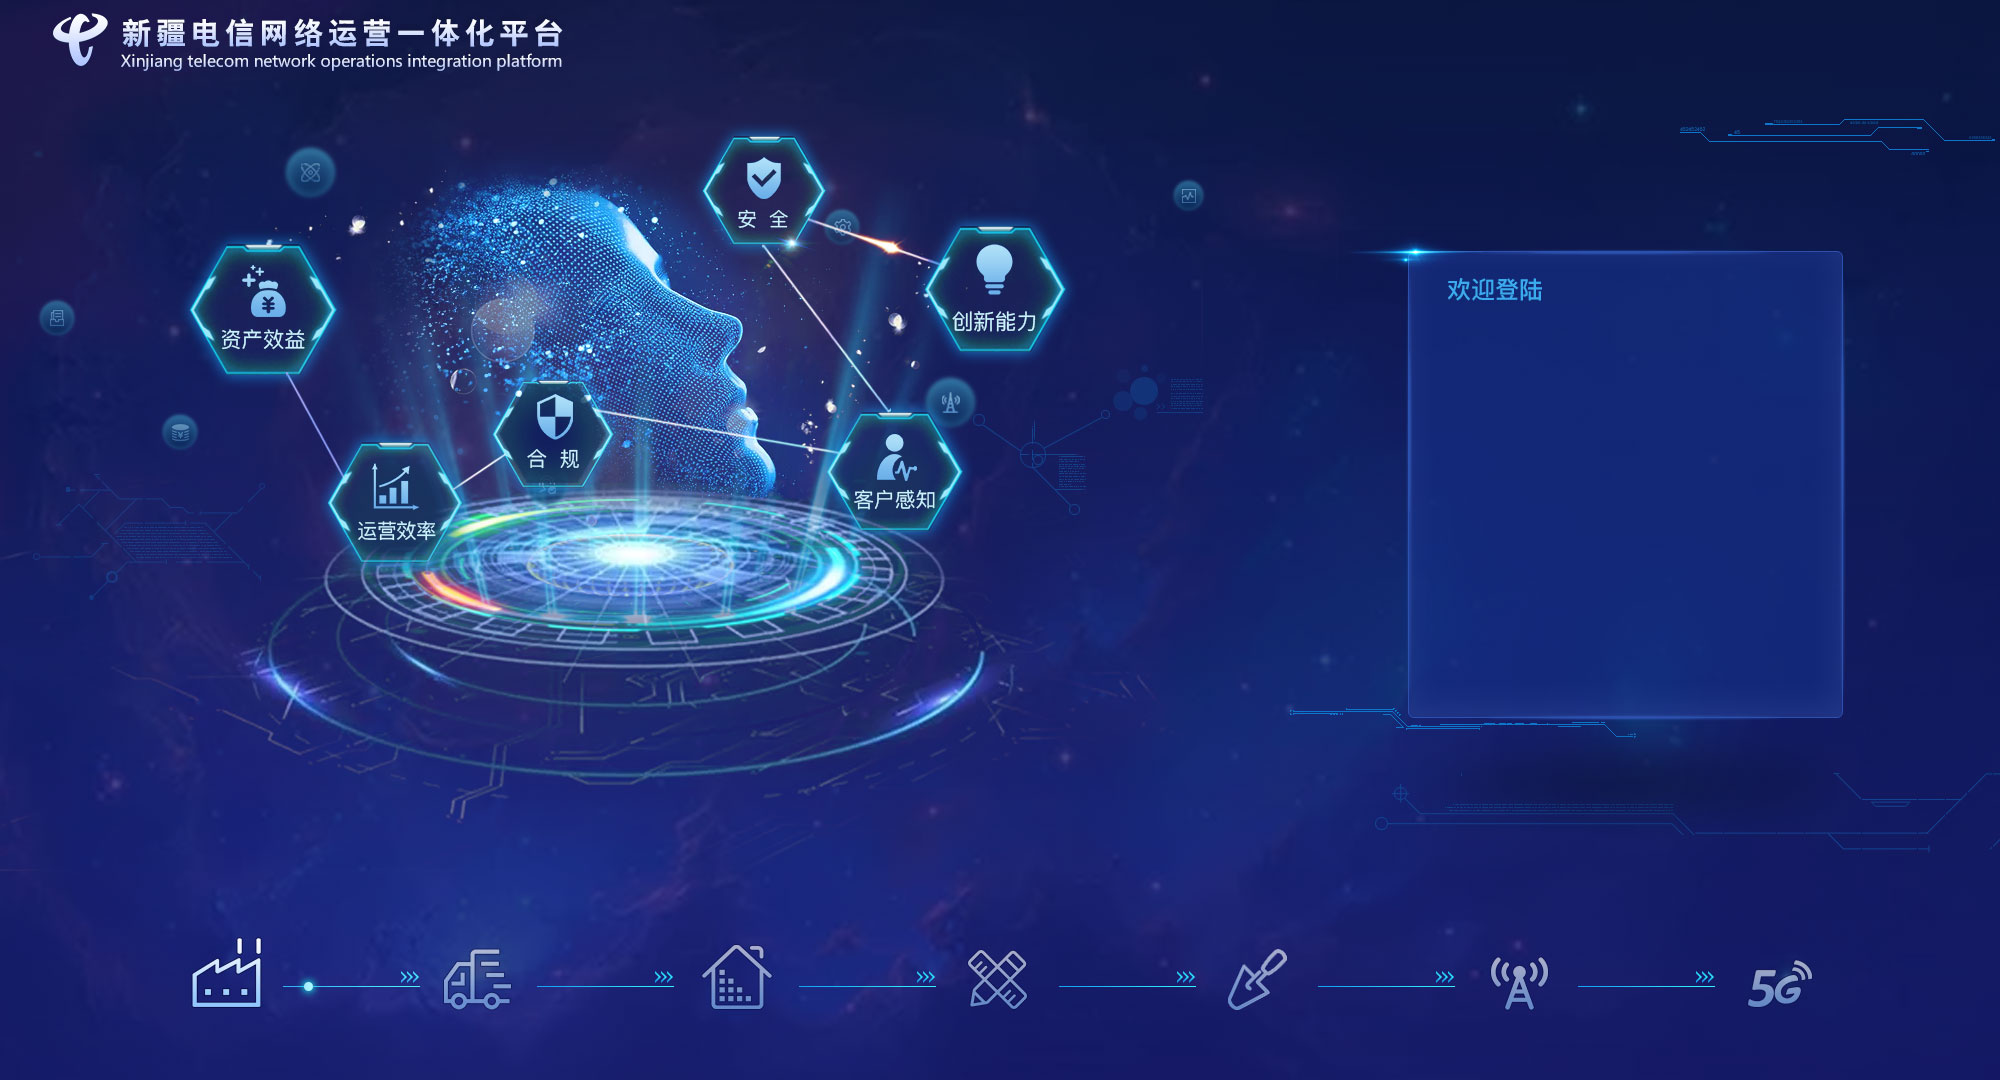 新疆电信网络运营一体化平台
Xinjiang telecom network operations integration platform
安 全
创新能力
资产效益
合 规
客户感知
运营效率
欢迎登陆
5G